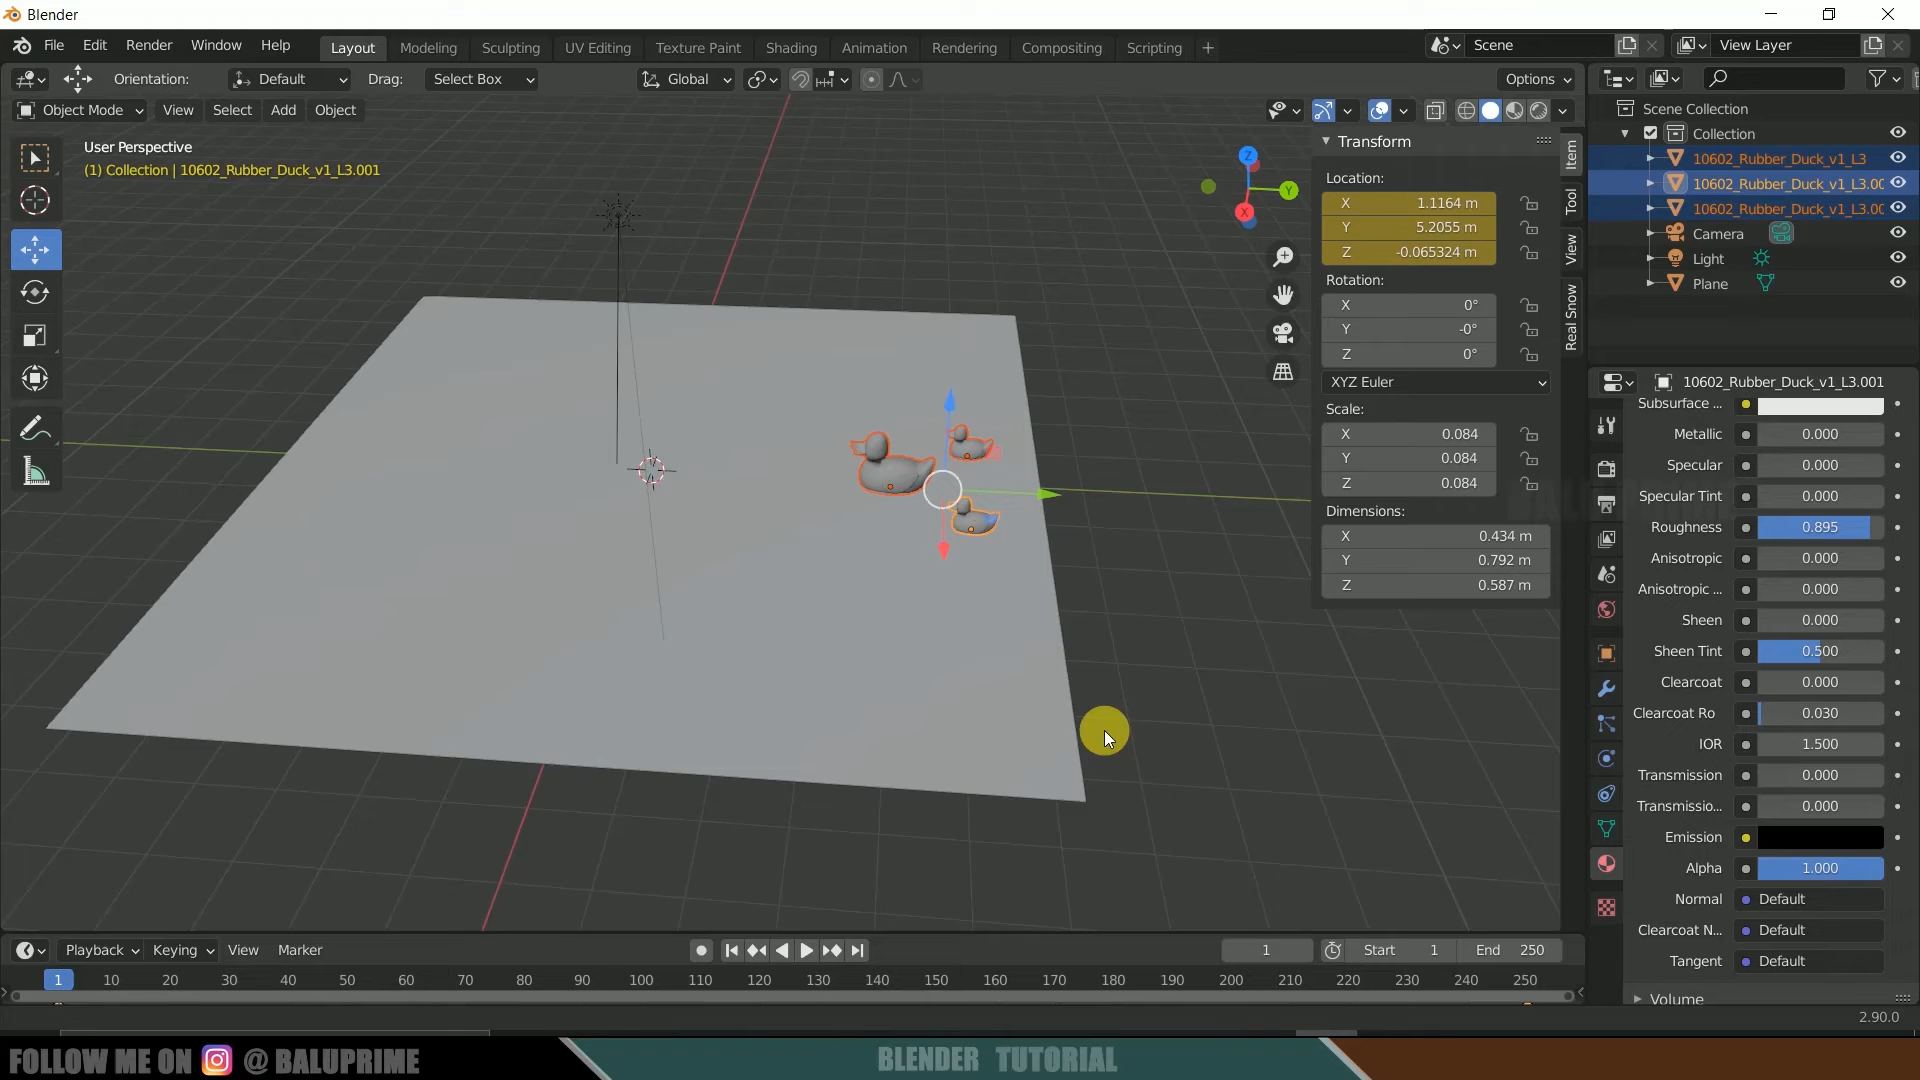 Blender
File Edit Render Window Help Layout Modeling Sculpting UV Editing Texture Paint Shading Animation Rendering Compositing Scripting + Scene View Layer
Orientation: Default Drag: Select Box Global Options
Object Mode View Select Add Object
User Perspective
(1) Collection | 10602_Rubber_Duck_v1_L3.001
Z
Y
X
Transform
Location:
X 1.1164 m
Y 5.2055 m
Z -0.065324 m
Rotation:
X 0°
Y -0°
Z 0°
XYZ Euler
Scale:
X 0.084
Y 0.084
Z 0.084
Dimensions:
X 0.434 m
Y 0.792 m
Z 0.587 m
Item
Tool
View
Real Snow
Scene Collection
Collection
10602_Rubber_Duck_v1_L3
10602_Rubber_Duck_v1_L3.00
10602_Rubber_Duck_v1_L3.00
Camera
Light
Plane
10602_Rubber_Duck_v1_L3.001
Subsurface ...
Metallic 0.000
Specular 0.000
Specular Tint 0.000
Roughness 0.895
Anisotropic 0.000
Anisotropic ... 0.000
Sheen 0.000
Sheen Tint 0.500
Clearcoat 0.000
Clearcoat Ro 0.030
IOR 1.500
Transmission 0.000
Transmissio... 0.000
Emission
Alpha 1.000
Normal Default
Clearcoat N... Default
Tangent Default
Volume
Playback Keying View Marker 1 Start 1 End 250
1 10 20 30 40 50 60 70 80 90 100 110 120 130 140 150 160 170 180 190 200 210 220 230 240 250
2.90.0
FOLLOW ME ON @ BALUPRIME BLENDER TUTORIAL